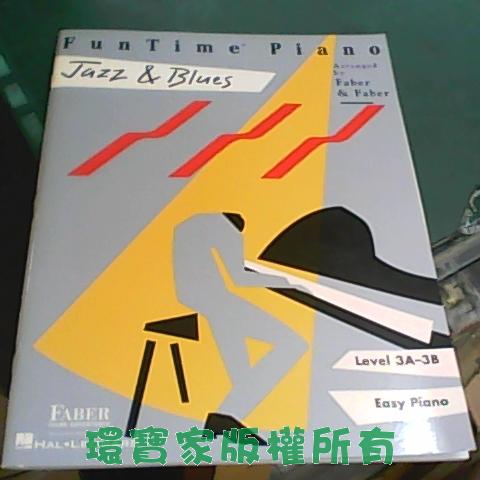 FunTime® Piano
Jazz & Blues
Arranged
by
Faber
& Faber
Level 3A-3B
Easy Piano
FABER
環寶家版權所有